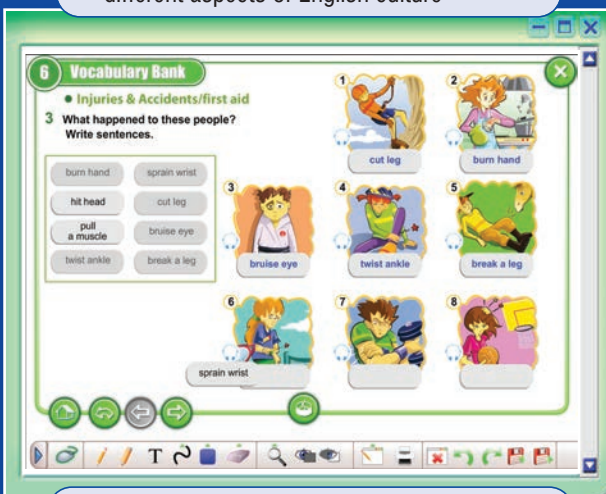 different aspects of English culture
6 Vocabulary Bank
• Injuries & Accidents/first aid
3 What happened to these people?
Write sentences.
burn hand
sprain wrist
hit head
cut leg
pull
a muscle
bruise eye
twist ankle
break a leg
1
cut leg
2
burn hand
3
bruise eye
4
twist ankle
5
break a leg
6
sprain wrist
7
8
T